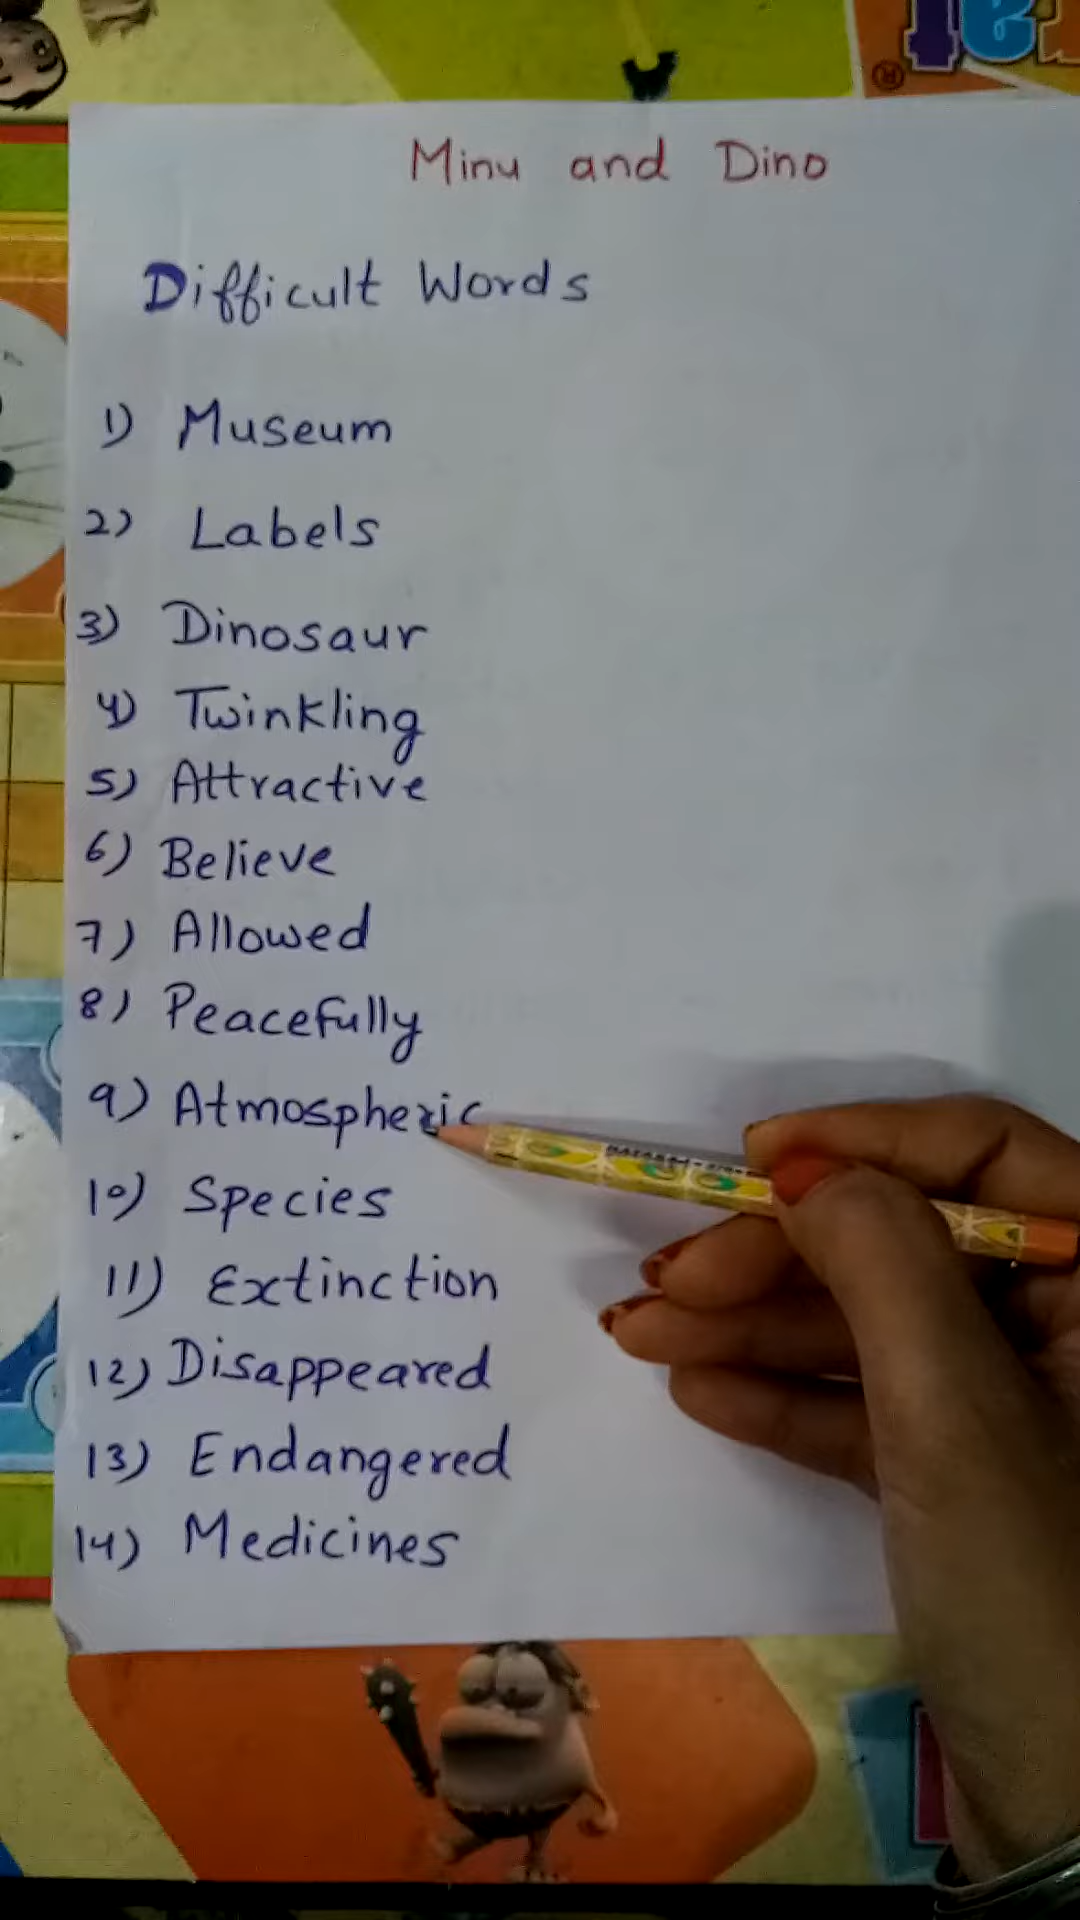 Minu and Dino
Difficult Words
1) Museum
2) Labels
3) Dinosaur
4) Twinkling
5) Attractive
6) Believe
7) Allowed
8) Peacefully
9) Atmospheric
10) Species
11) Extinction
12) Disappeared
13) Endangered
14) Medicines